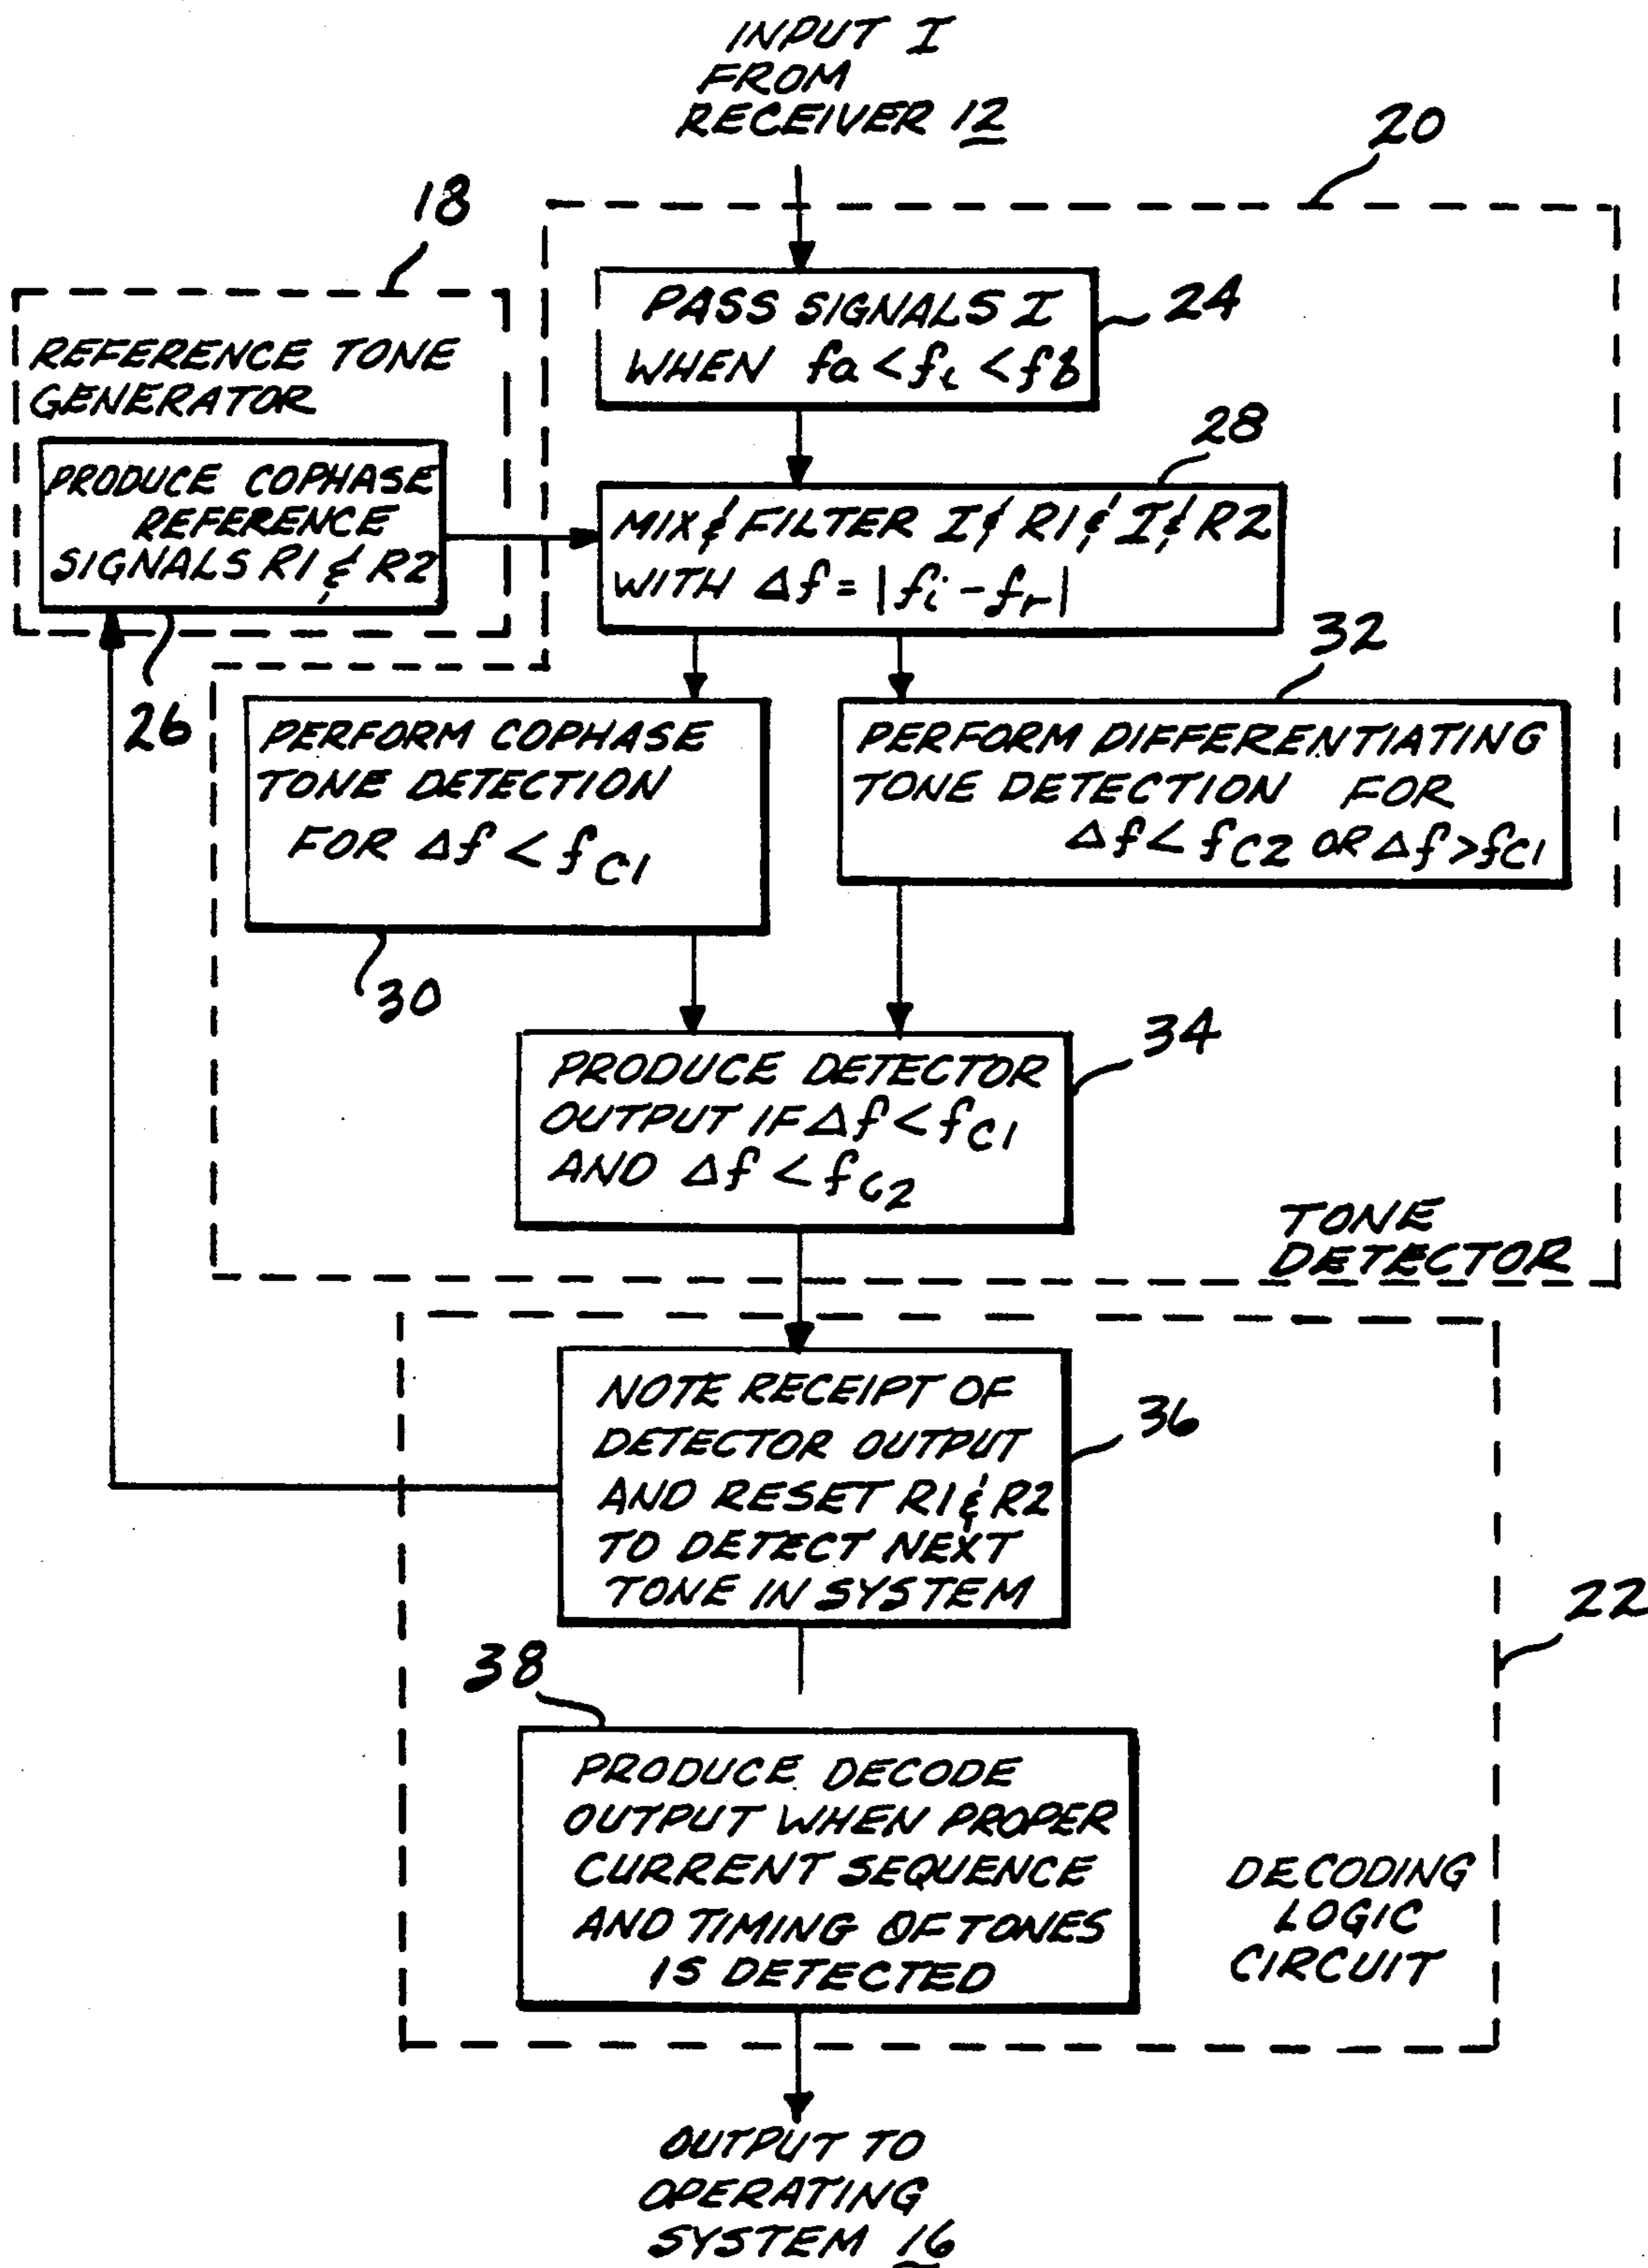 INPUT I
FROM
RECEIVER 12
20
18
REFERENCE TONE
GENERATOR
PRODUCE COPHASE
REFERENCE
SIGNALS R1 & R2
26
PASS SIGNALS I
WHEN fa < fi < fb
24
28
MIX & FILTER I & R1 & I & R2
WITH Δf = |fi - fr|
32
PERFORM COPHASE
TONE DETECTION
FOR Δf < fC1
30
PERFORM DIFFERENTIATING
TONE DETECTION FOR
Δf < fC2 OR Δf > fC1
34
PRODUCE DETECTOR
OUTPUT IF Δf < fC1
AND Δf < fC2
TONE
DETECTOR
NOTE RECEIPT OF
DETECTOR OUTPUT
AND RESET R1 & R2
TO DETECT NEXT
TONE IN SYSTEM
36
22
38
PRODUCE DECODE
OUTPUT WHEN PROPER
CURRENT SEQUENCE
AND TIMING OF TONES
IS DETECTED
DECODING
LOGIC
CIRCUIT
OUTPUT TO
OPERATING
SYSTEM 16